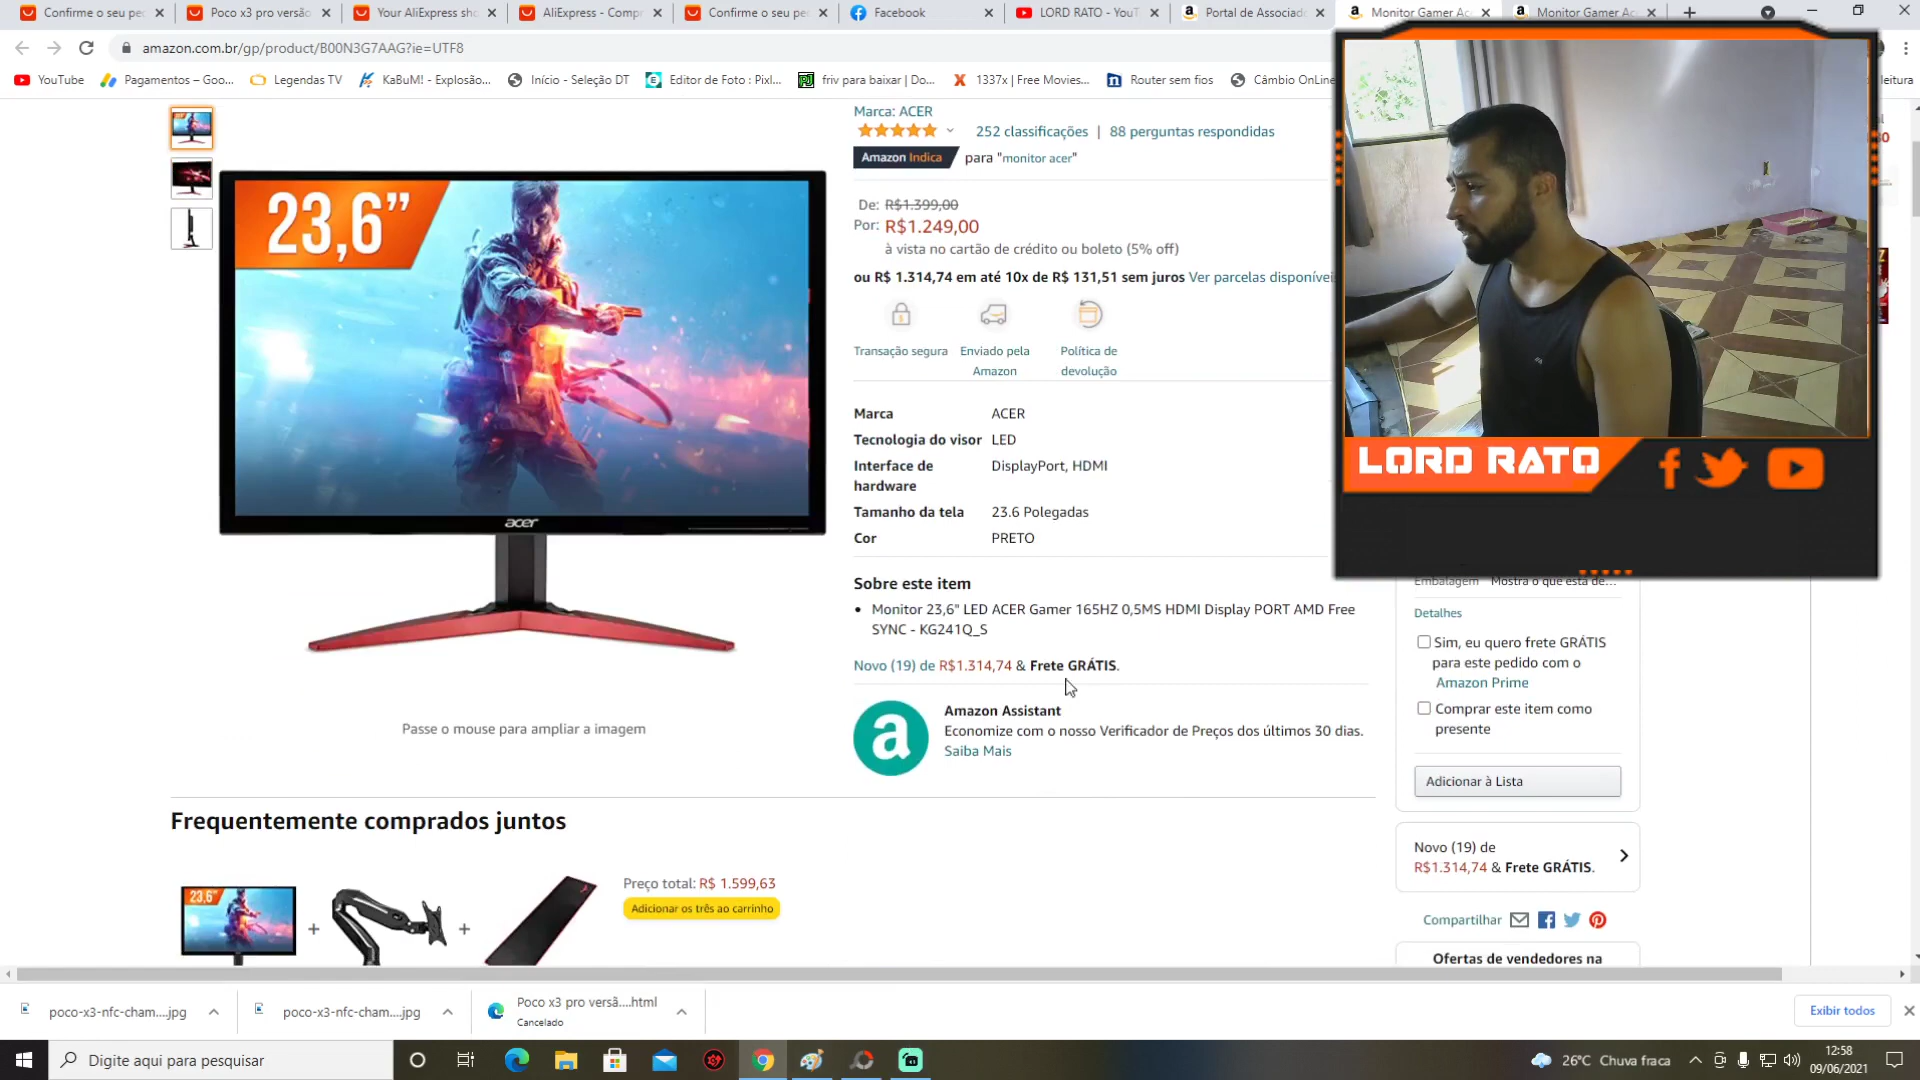 Confirme o seu pe
Poco x3 pro versão
Your AliExpress sho
AliExpress - Compr
Confirme o seu pe
Facebook
LORD RATO - YouT
Portal de Associad
Monitor Gamer Ac
Monitor Gamer Ac
amazon.com.br/gp/product/B00N3G7AAG?ie=UTF8
YouTube
Pagamentos – Goo...
Legendas TV
KaBuM! - Explosão...
Início - Seleção DT
Editor de Foto : Pixl...
friv para baixar | Do...
1337x | Free Movies...
Router sem fios
Câmbio OnLine
leitura
Marca: ACER
252 classificações | 88 perguntas respondidas
Amazon Indica para "monitor acer"
De: R$1.399,00
Por: R$1.249,00
à vista no cartão de crédito ou boleto (5% off)
ou R$ 1.314,74 em até 10x de R$ 131,51 sem juros Ver parcelas disponívei
Transação segura
Enviado pela
Amazon
Política de
devolução
Marca ACER
Tecnologia do visor LED
Interface de
hardware
DisplayPort, HDMI
Tamanho da tela 23.6 Polegadas
Cor PRETO
Sobre este item
• Monitor 23,6" LED ACER Gamer 165HZ 0,5MS HDMI Display PORT AMD Free
SYNC - KG241Q_S
Novo (19) de R$1.314,74 & Frete GRÁTIS.
a
Amazon Assistant
Economize com o nosso Verificador de Preços dos últimos 30 dias.
Saiba Mais
23,6”
acer
Passe o mouse para ampliar a imagem
LORD RATO
Embalagem Mostra o que está de...
Detalhes
Sim, eu quero frete GRÁTIS
para este pedido com o
Amazon Prime
Comprar este item como
presente
Adicionar à Lista
Novo (19) de
R$1.314,74 & Frete GRÁTIS.
Compartilhar
Ofertas de vendedores na
Frequentemente comprados juntos
23,6”
+
+
Preço total: R$ 1.599,63
Adicionar os três ao carrinho
poco-x3-nfc-cham....jpg
poco-x3-nfc-cham....jpg
Poco x3 pro versã....html
Cancelado
Exibir todos
Digite aqui para pesquisar
26°C Chuva fraca
12:58
09/06/2021